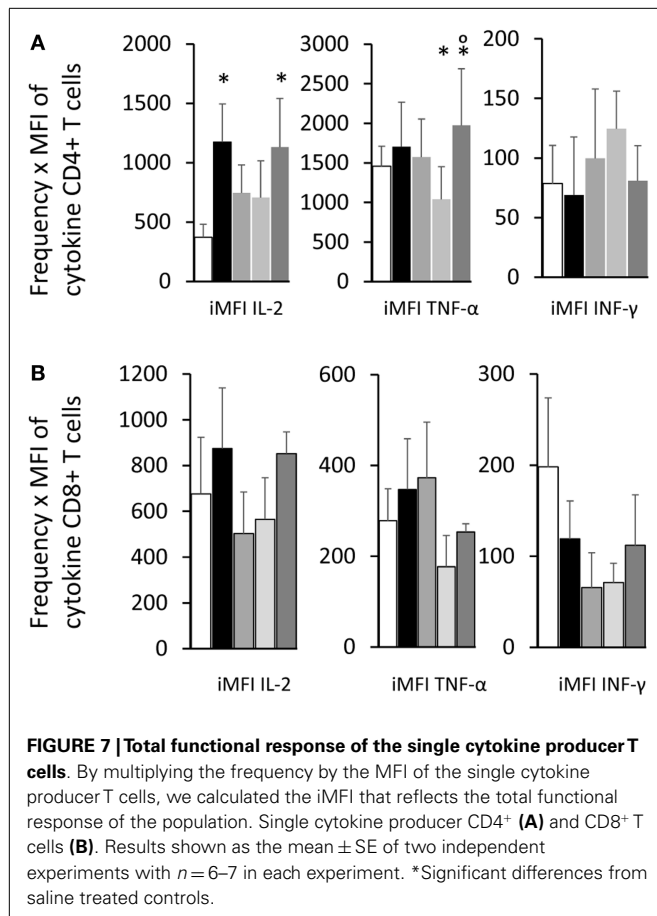 A
Frequency x MFI of
cytokine CD4+ T cells
2000
1500
1000
500
0
* *
iMFI IL-2
3000
2500
2000
1500
1000
500
0
o
* *
iMFI TNF-α
200
150
100
50
0
iMFI INF-γ
B
Frequency x MFI of
cytokine CD8+ T cells
1200
1000
800
600
400
200
0
iMFI IL-2
600
400
200
0
iMFI TNF-α
300
200
100
0
iMFI INF-γ
FIGURE 7 | Total functional response of the single cytokine producer T
cells. By multiplying the frequency by the MFI of the single cytokine
producer T cells, we calculated the iMFI that reflects the total functional
response of the population. Single cytokine producer CD4⁺ (A) and CD8⁺ T
cells (B). Results shown as the mean ± SE of two independent
experiments with n = 6–7 in each experiment. *Significant differences from
saline treated controls.